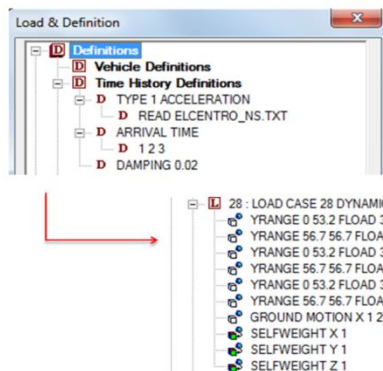 Load & Definition
Definitions
Vehicle Definitions
Time History Definitions
TYPE 1 ACCELERATION
READ ELCENTRO_NS.TXT
ARRIVAL TIME
1 2 3
DAMPING 0.02
28 : LOAD CASE 28 DYNAMI
YRANGE 0 53.2 FLOAD 3
YRANGE 56.7 56.7 FLOA
YRANGE 0 53.2 FLOAD 3
YRANGE 56.7 56.7 FLOA
YRANGE 0 53.2 FLOAD 3
YRANGE 56.7 56.7 FLOA
GROUND MOTION X 1 2
SELFWEIGHT X 1
SELFWEIGHT Y 1
SELFWEIGHT Z 1